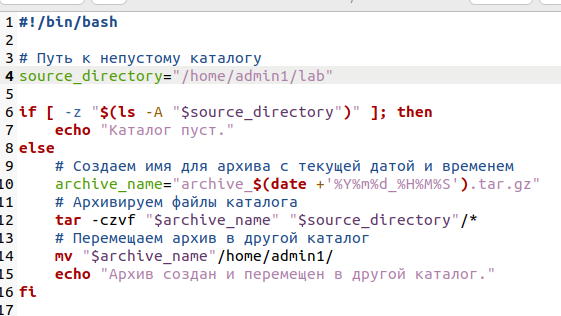 1 #!/bin/bash
2
3 # Путь к непустому каталогу
4 source_directory="/home/admin1/lab"
5
6 if [ -z "$(ls -A "$source_directory")" ]; then
7     echo "Каталог пуст."
8 else
9     # Создаем имя для архива с текущей датой и временем
10     archive_name="archive_$(date +'%Y%m%d_%H%M%S').tar.gz"
11     # Архивируем файлы каталога
12     tar -czvf "$archive_name" "$source_directory"/*
13     # Перемещаем архив в другой каталог
14     mv "$archive_name"/home/admin1/
15     echo "Архив создан и перемещен в другой каталог."
16 fi
17